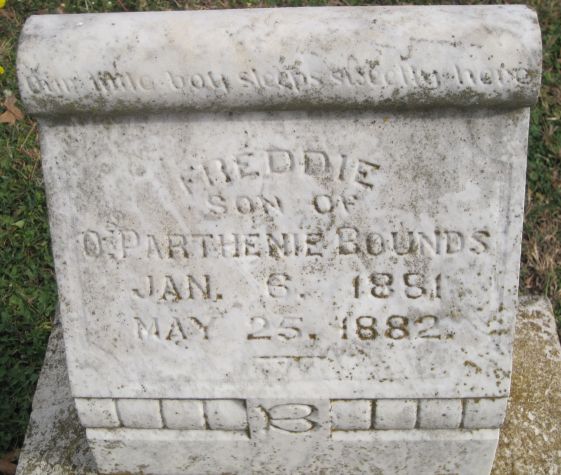 Our little boy sleeps sweetly here
FREDDIE
SON OF
O. PARTHENIE BOUNDS
JAN. 6. 1881
MAY 25. 1882.
B